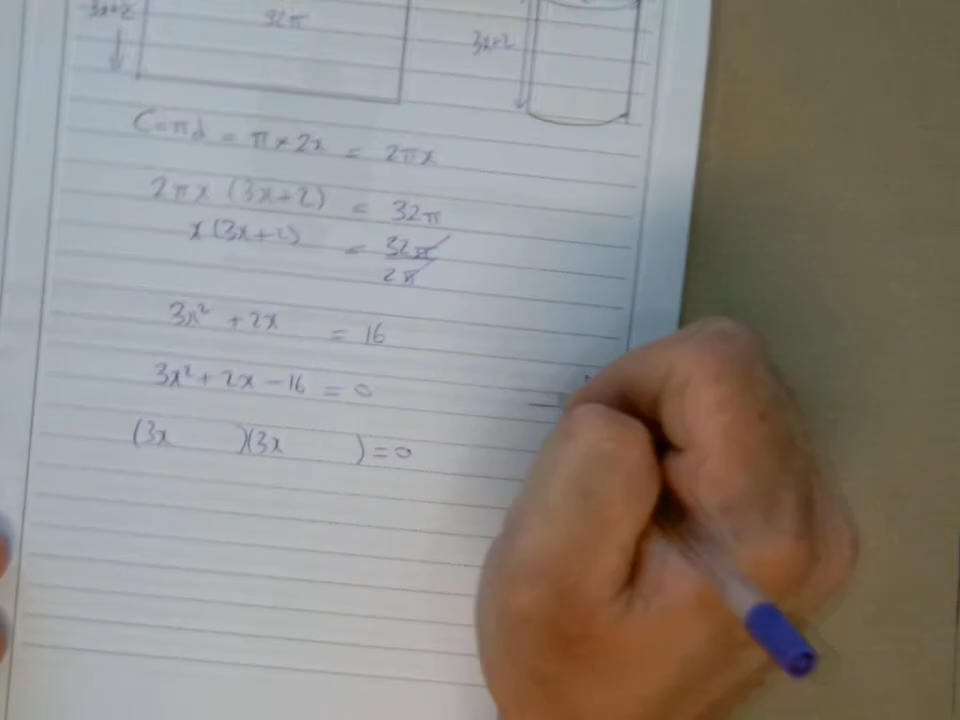 3x+2
32π
3x+2
C=πd = π×2x = 2πx
2πx (3x+2) = 32π
x(3x+2) = 32π
2π
3x² + 2x = 16
3x² + 2x - 16 = 0
(3x )(3x ) = 0